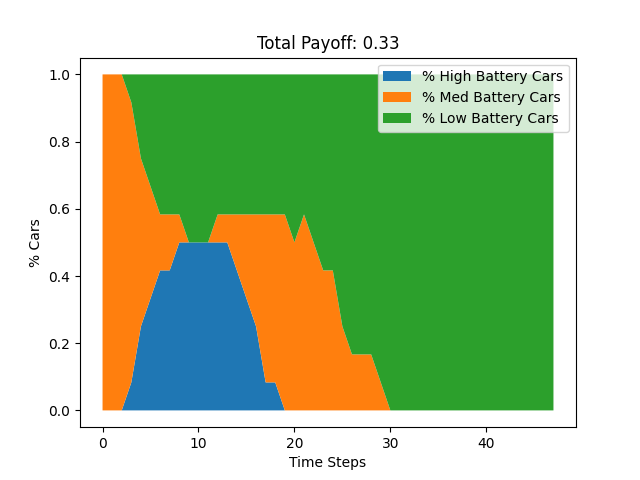 Total Payoff: 0.33
% High Battery Cars
% Med Battery Cars
% Low Battery Cars
1.0
0.8
0.6
0.4
0.2
0.0
% Cars
0
10
20
30
40
Time Steps